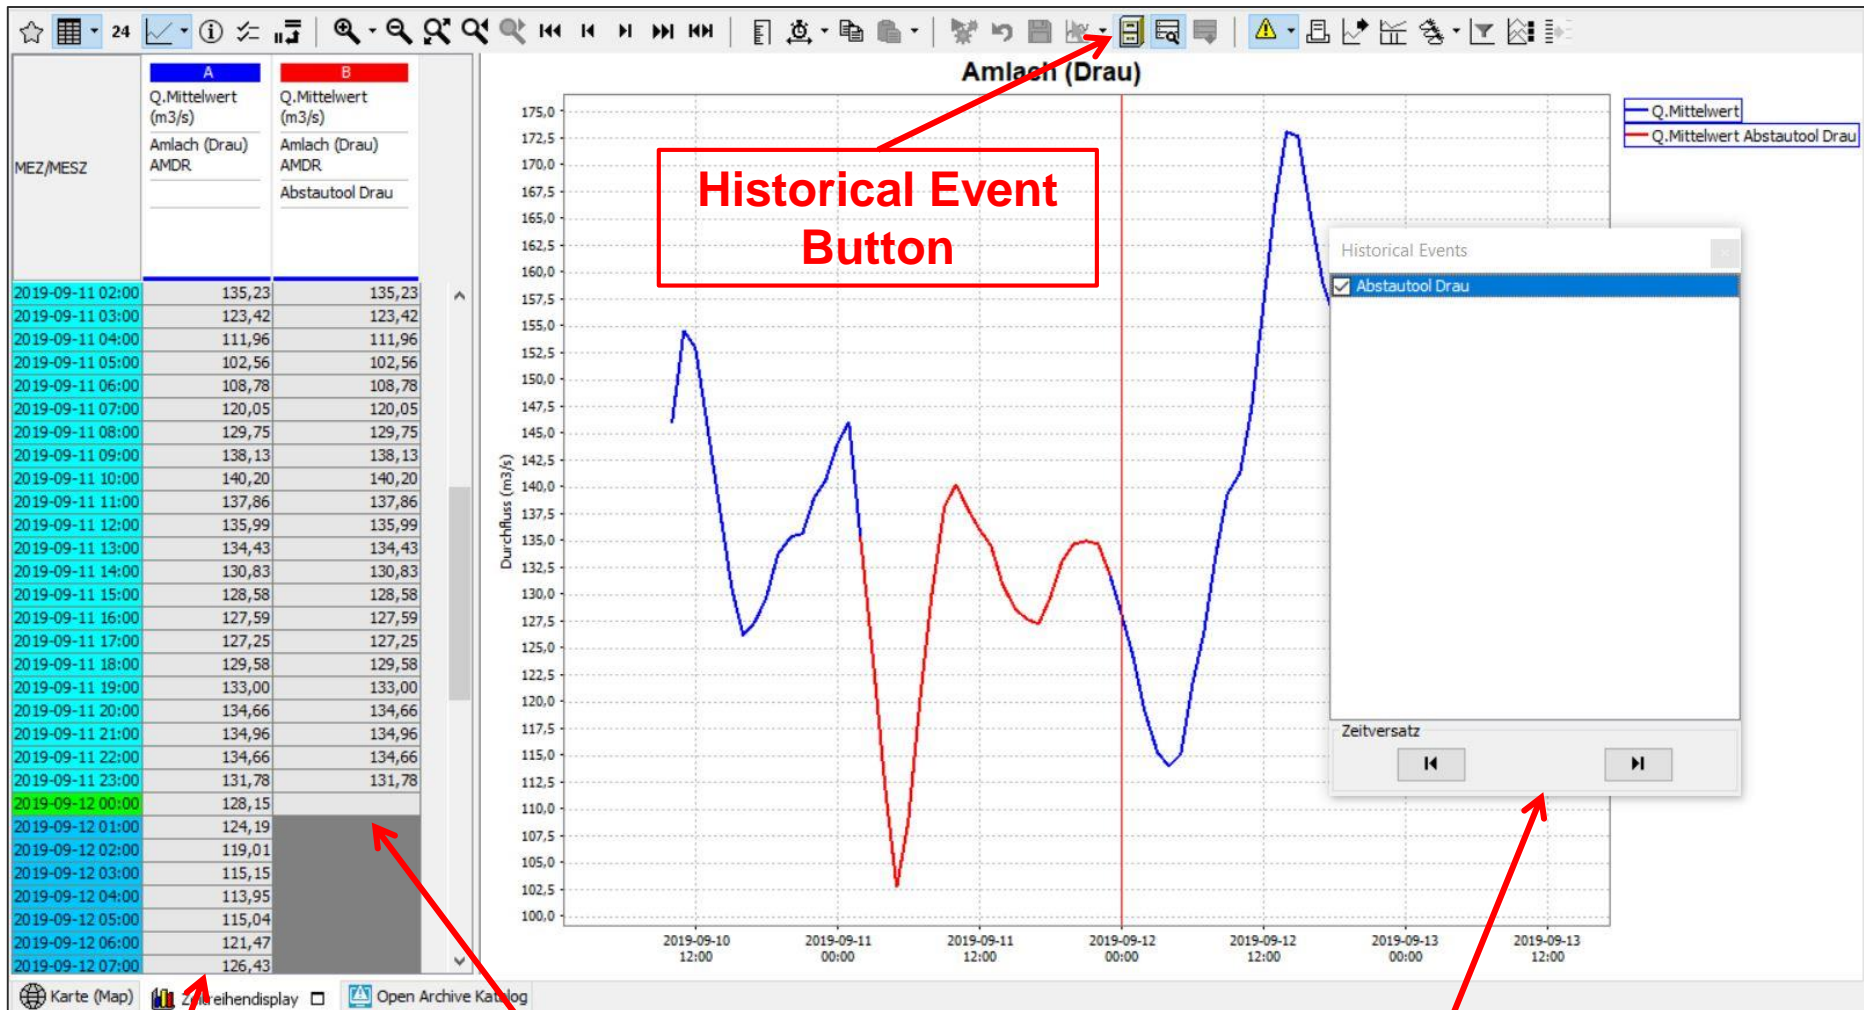 24
Amlach (Drau)
A
B
Q.Mittelwert
(m3/s)
Q.Mittelwert
(m3/s)
Amlach (Drau)
AMDR
Amlach (Drau)
AMDR
Abstautool Drau
MEZ/MESZ
2019-09-11 02:00 135,23 135,23
2019-09-11 03:00 123,42 123,42
2019-09-11 04:00 111,96 111,96
2019-09-11 05:00 102,56 102,56
2019-09-11 06:00 108,78 108,78
2019-09-11 07:00 120,05 120,05
2019-09-11 08:00 129,75 129,75
2019-09-11 09:00 138,13 138,13
2019-09-11 10:00 140,20 140,20
2019-09-11 11:00 137,86 137,86
2019-09-11 12:00 135,99 135,99
2019-09-11 13:00 134,43 134,43
2019-09-11 14:00 130,83 130,83
2019-09-11 15:00 128,58 128,58
2019-09-11 16:00 127,59 127,59
2019-09-11 17:00 127,25 127,25
2019-09-11 18:00 129,58 129,58
2019-09-11 19:00 133,00 133,00
2019-09-11 20:00 134,66 134,66
2019-09-11 21:00 134,96 134,96
2019-09-11 22:00 134,66 134,66
2019-09-11 23:00 131,78 131,78
2019-09-12 00:00 128,15
2019-09-12 01:00 124,19
2019-09-12 02:00 119,01
2019-09-12 03:00 115,15
2019-09-12 04:00 113,95
2019-09-12 05:00 115,04
2019-09-12 06:00 121,47
2019-09-12 07:00 126,43
Durchfluss (m3/s)
175,0
172,5
170,0
167,5
165,0
162,5
160,0
157,5
155,0
152,5
150,0
147,5
145,0
142,5
140,0
137,5
135,0
132,5
130,0
127,5
125,0
122,5
120,0
117,5
115,0
112,5
110,0
107,5
105,0
102,5
100,0
2019-09-10
12:00
2019-09-11
00:00
2019-09-11
12:00
2019-09-12
00:00
2019-09-12
12:00
2019-09-13
00:00
2019-09-13
12:00
Historical Event
Button
Q.Mittelwert
Q.Mittelwert Abstautool Drau
Historical Events
Abstautool Drau
Zeitversatz
Karte (Map)
Zeitreihendisplay
Open Archive Katalog